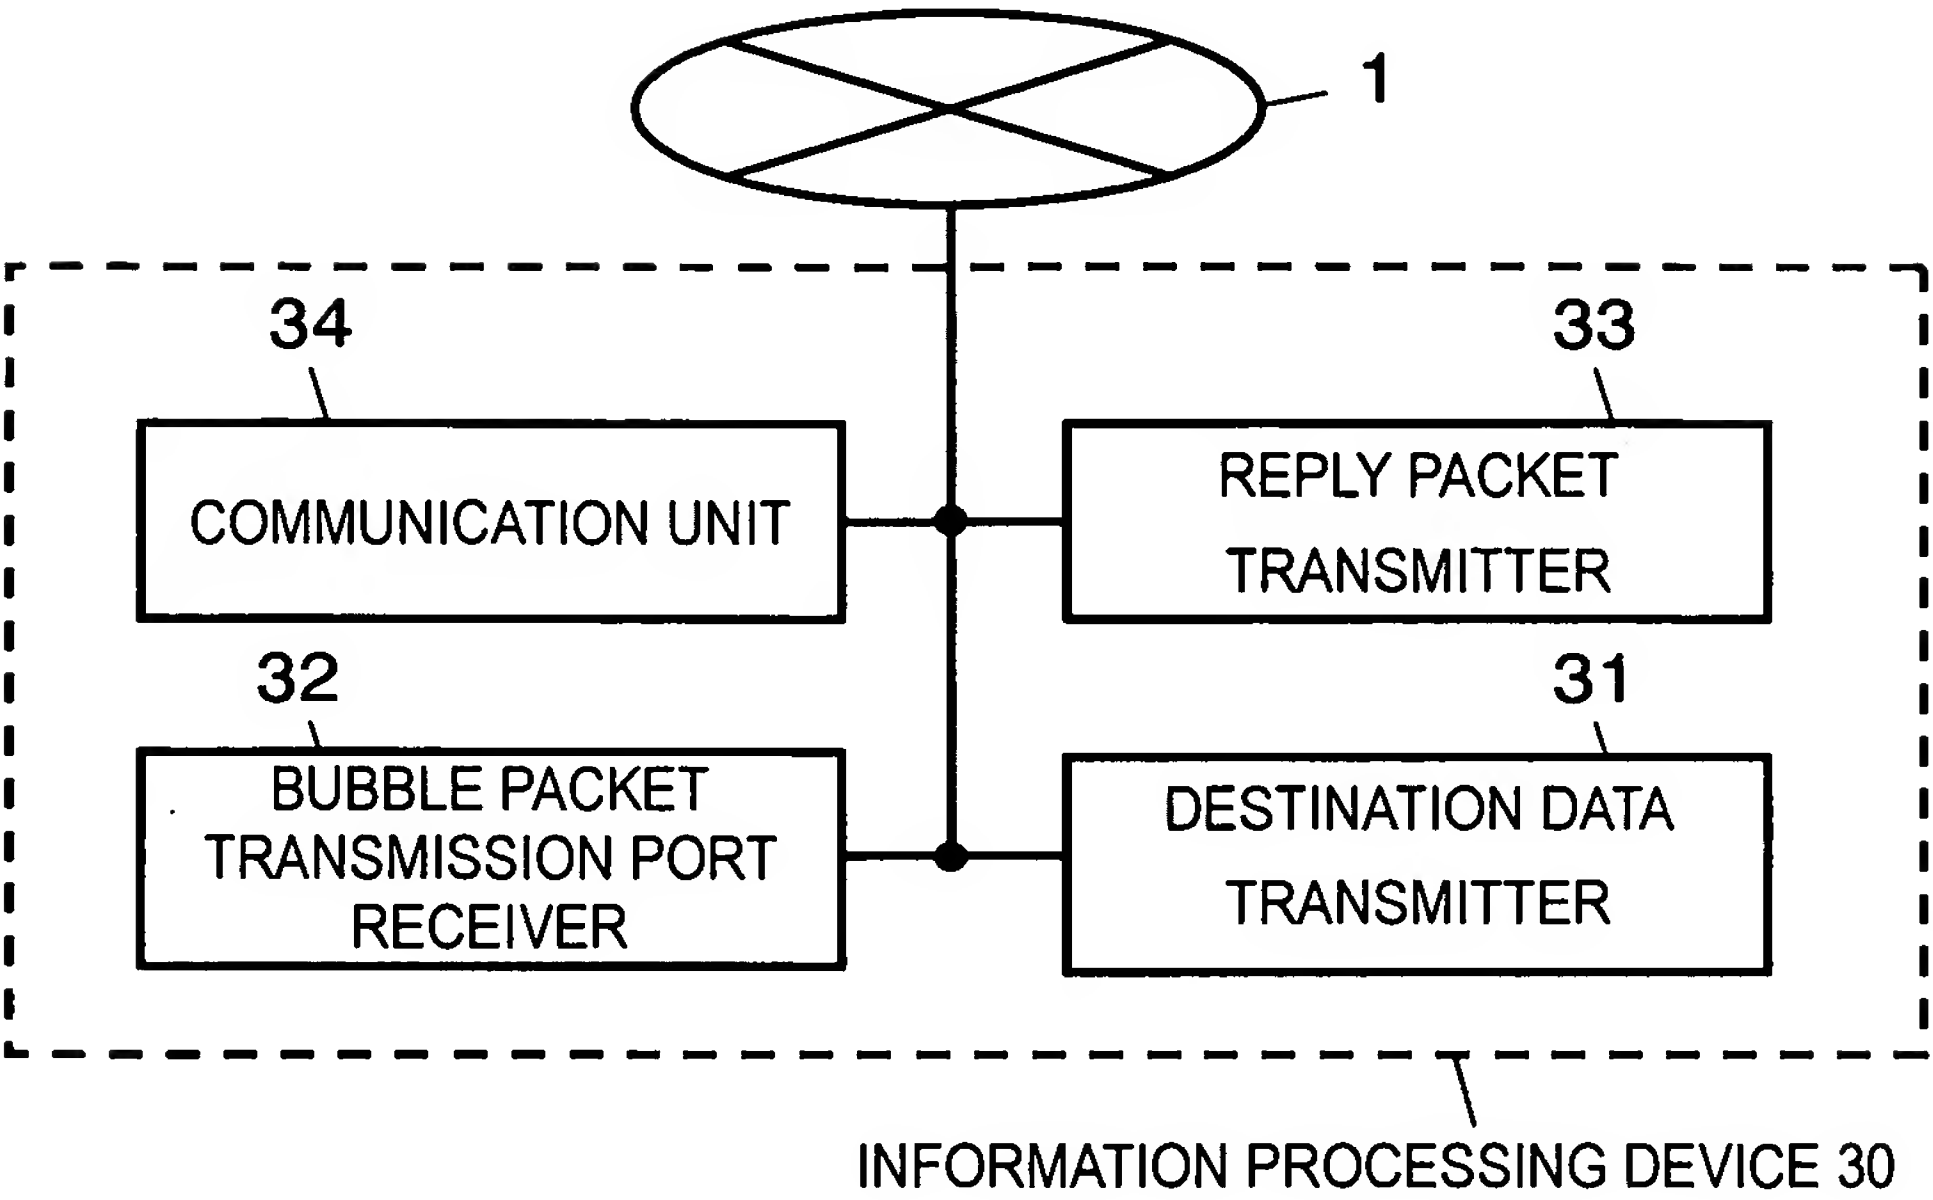 1
34
33
COMMUNICATION UNIT
REPLY PACKET
TRANSMITTER
32
31
BUBBLE PACKET
TRANSMISSION PORT
RECEIVER
DESTINATION DATA
TRANSMITTER
INFORMATION PROCESSING DEVICE 30